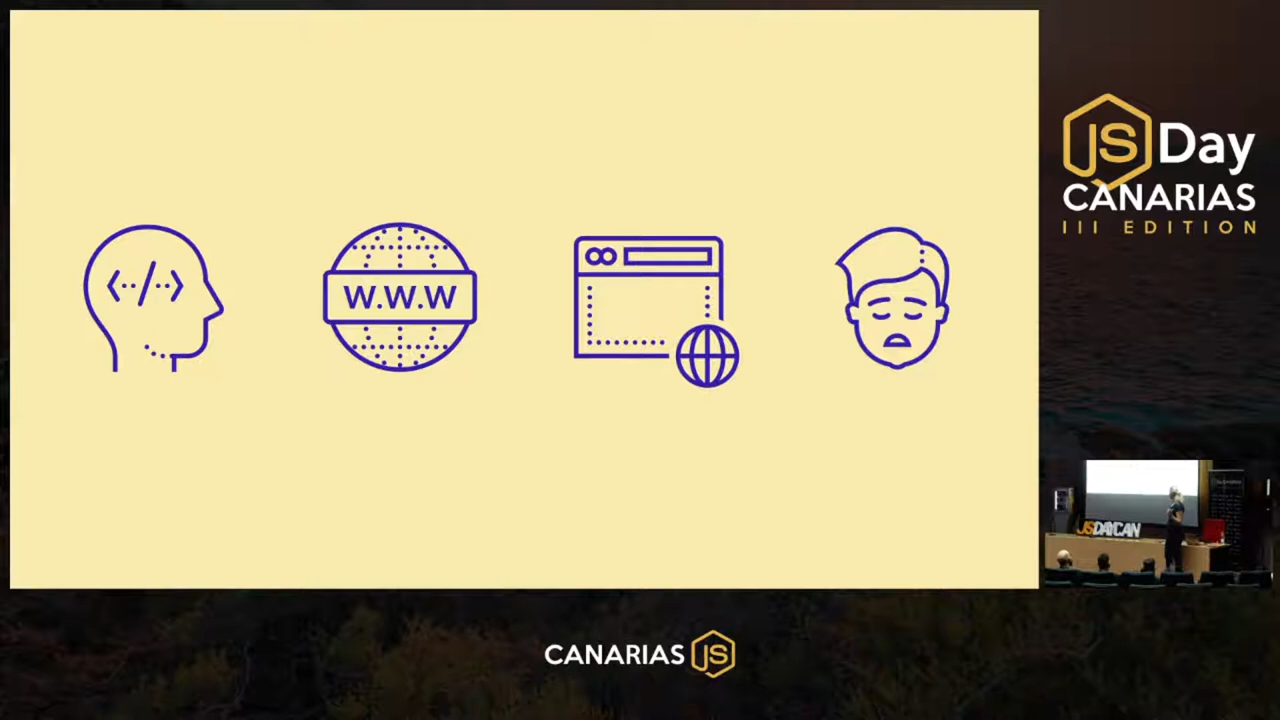 </>
W.W.W
JS Day
CANARIAS
III EDITION
JSDAYCAN
CANARIAS JS